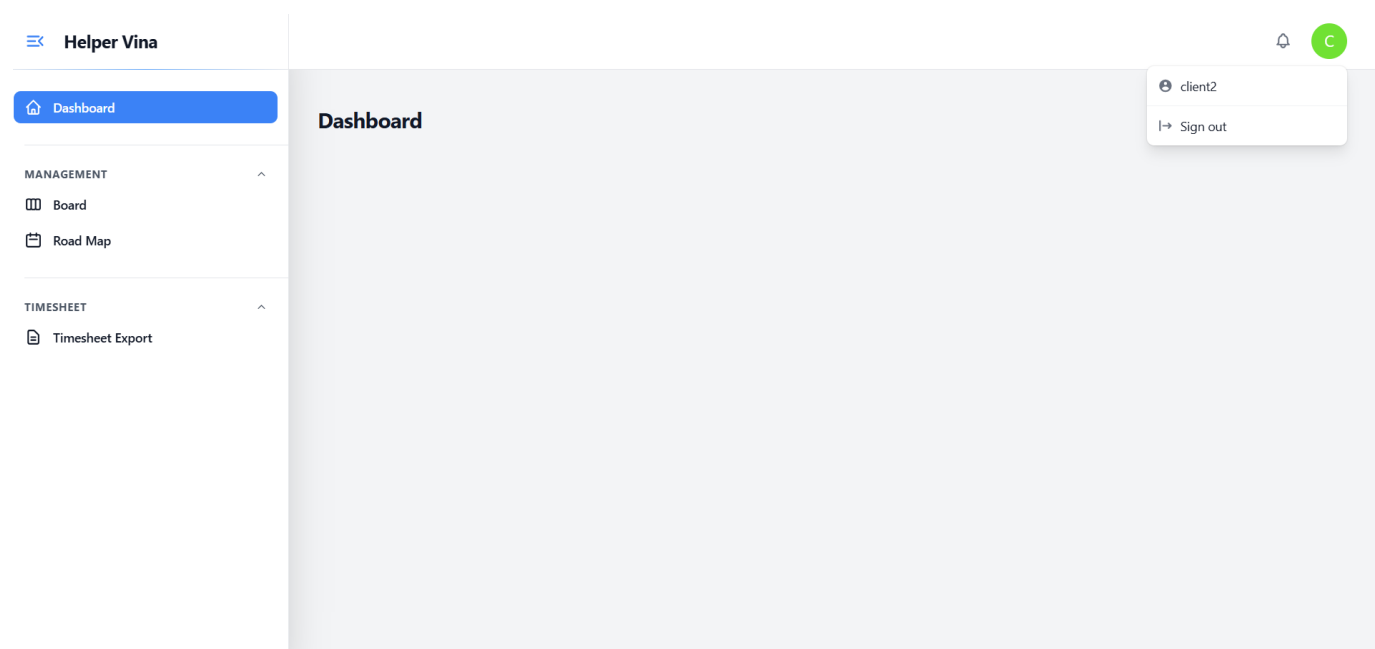 Helper Vina
C
client2
Sign out
Dashboard
Dashboard
MANAGEMENT
Board
Road Map
TIMESHEET
Timesheet Export